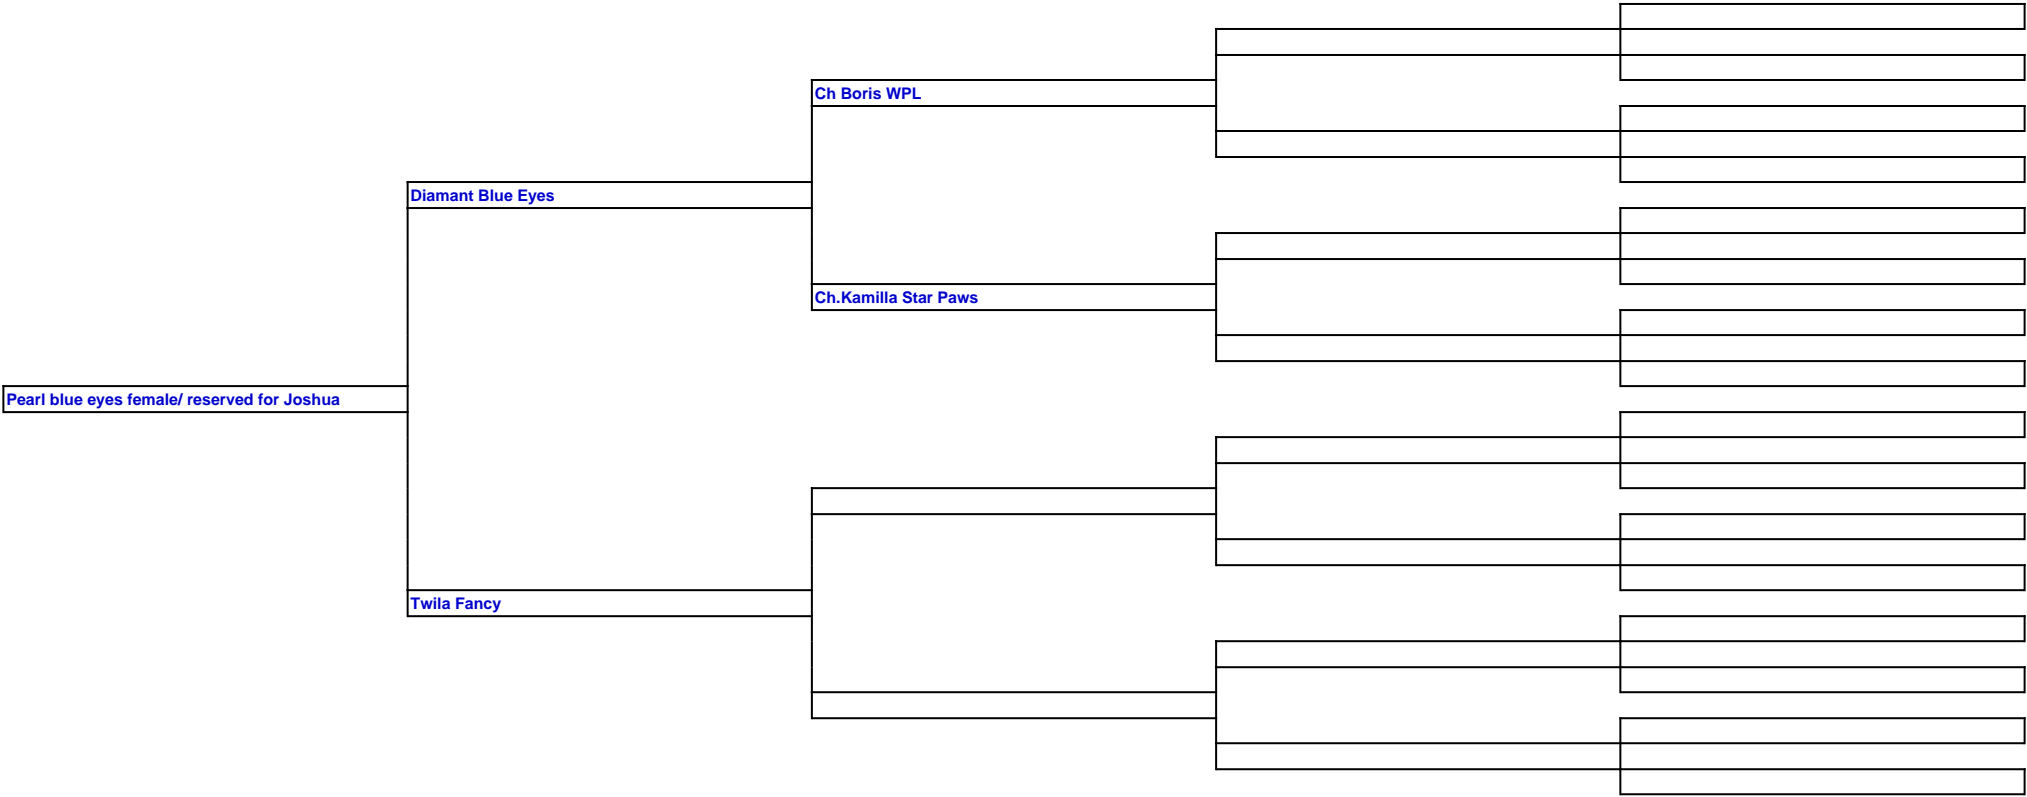 Ch Boris WPL
Diamant Blue Eyes
Ch.Kamilla Star Paws
Pearl blue eyes female/ reserved for Joshua
Twila Fancy